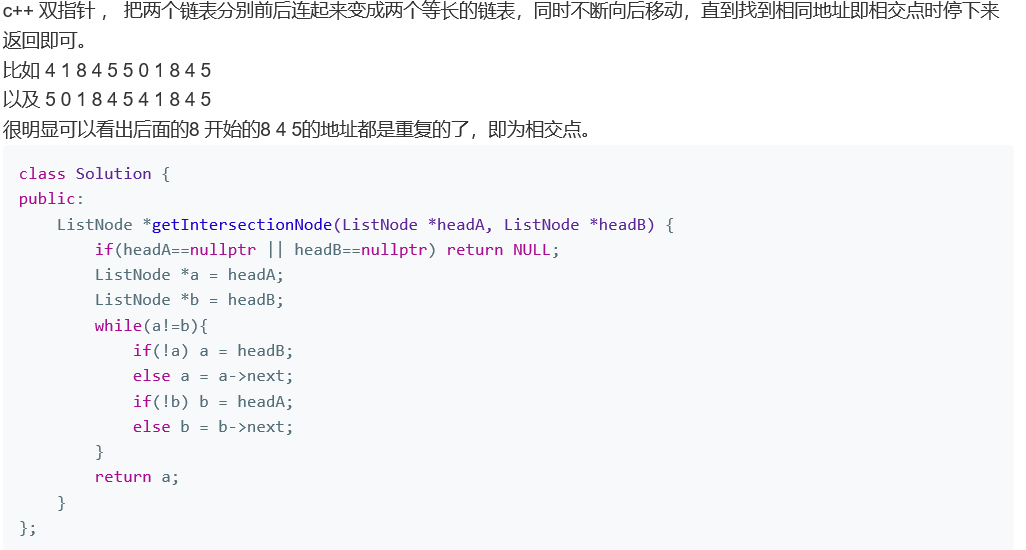 c++ 双指针 ， 把两个链表分别前后连起来变成两个等长的链表，同时不断向后移动，直到找到相同地址即相交点时停下来
返回即可。
比如 4 1 8 4 5 5 0 1 8 4 5
以及 5 0 1 8 4 5 4 1 8 4 5
很明显可以看出后面的8 开始的8 4 5的地址都是重复的了，即为相交点。
class Solution {
public:
    ListNode *getIntersectionNode(ListNode *headA, ListNode *headB) {
        if(headA==nullptr || headB==nullptr) return NULL;
        ListNode *a = headA;
        ListNode *b = headB;
        while(a!=b){
            if(!a) a = headB;
            else a = a->next;
            if(!b) b = headA;
            else b = b->next;
        }
        return a;
    }
};